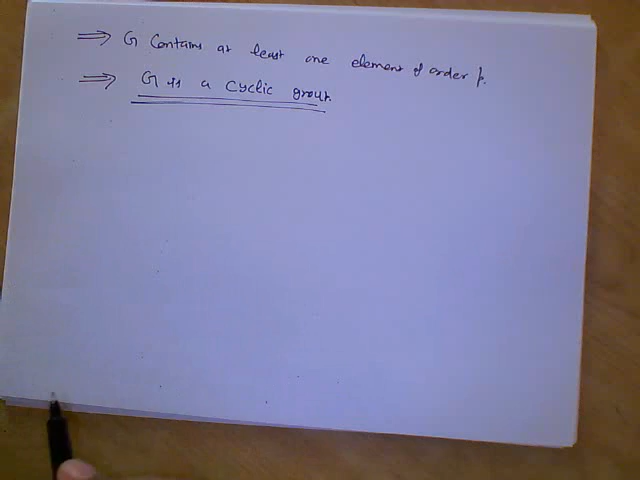 ⟹ G Contains at least one element of order p.
⟹ G is a cyclic group.